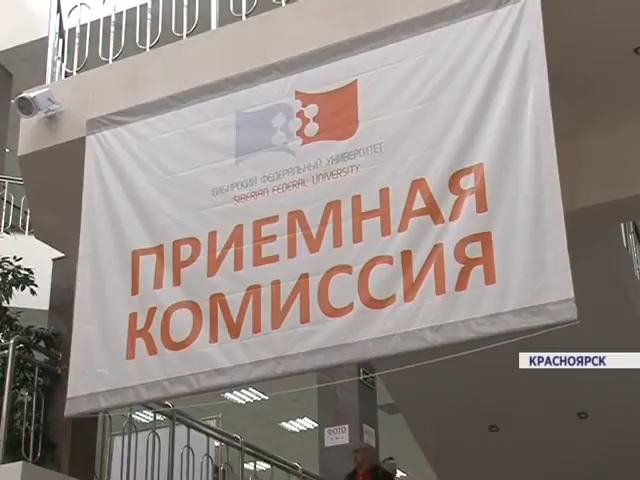 СИБИРСКИЙ ФЕДЕРАЛЬНЫЙ УНИВЕРСИТЕТ
SIBERIAN FEDERAL UNIVERSITY
ПРИЕМНАЯ
КОМИССИЯ
КРАСНОЯРСК
ФОТО